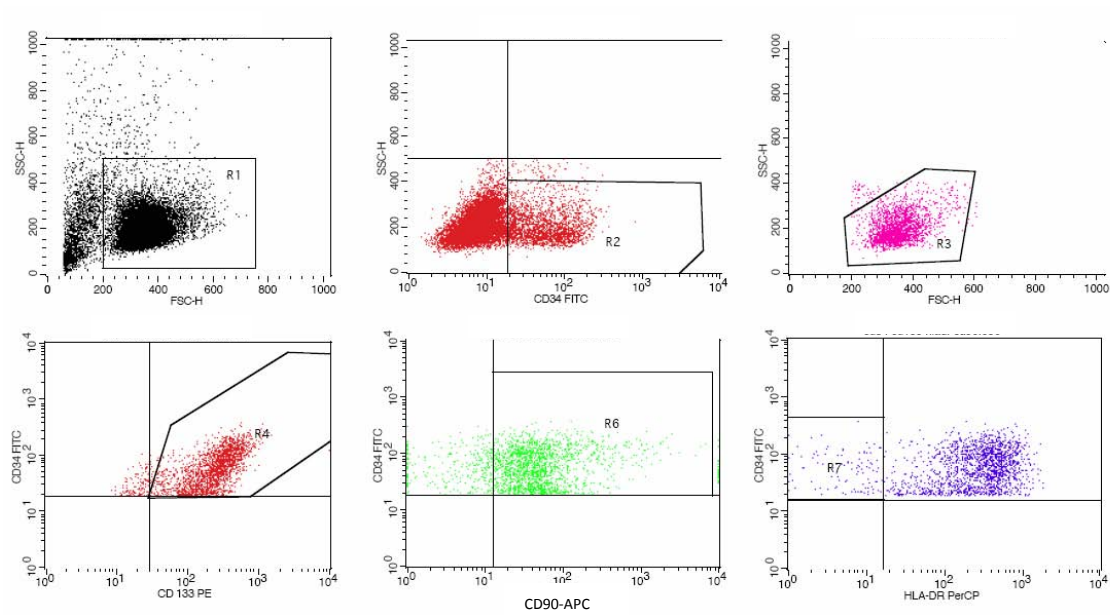 1000
800
600
400
200
0
SSC-H
R1
0 200 400 600 800 1000
FSC-H
1000
800
600
400
200
0
SSC-H
R2
10⁰ 10¹ 10² 10³ 10⁴
CD34 FITC
1000
800
600
400
200
0
SSC-H
R3
0 200 400 600 800 1000
FSC-H
10⁴
10³
10²
10¹
10⁰
CD34 FITC
R4
10⁰ 10¹ 10² 10³ 10⁴
CD 133 PE
10⁴
10³
10²
10¹
10⁰
CD34 FITC
R6
10⁰ 10¹ 10² 10³ 10⁴
CD90-APC
10⁴
10³
10²
10¹
10⁰
CD34 FITC
R7
10⁰ 10¹ 10² 10³ 10⁴
HLA-DR PerCP